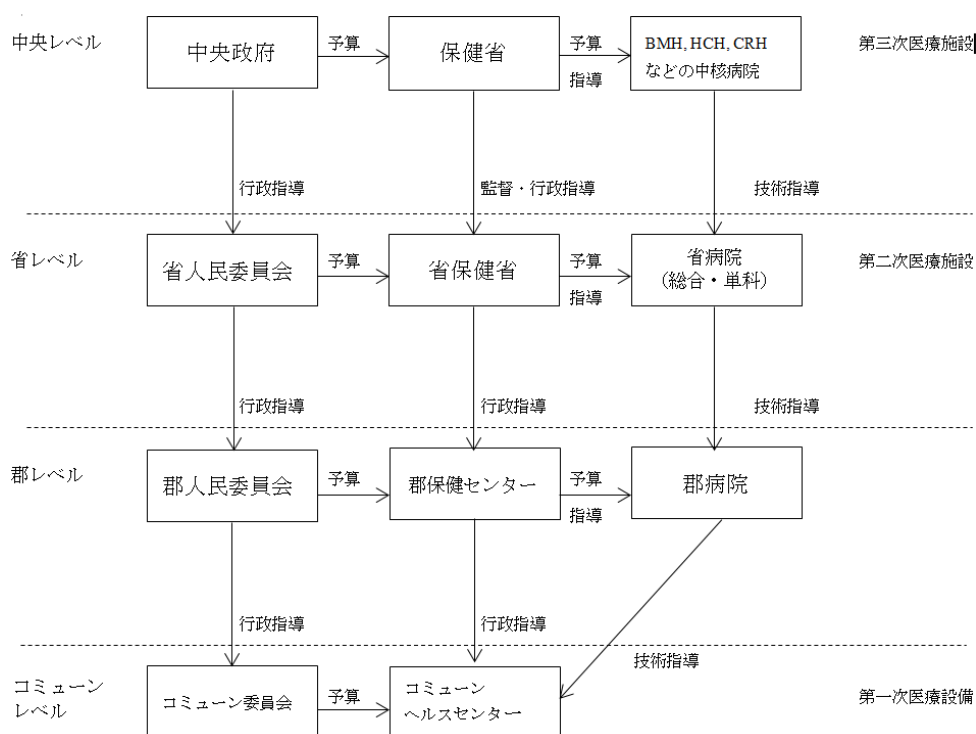 中央レベル
中央政府
予算
保健省
予算
指導
BMH, HCH, CRH
などの中核病院
第三次医療施設
行政指導
監督・行政指導
技術指導
省レベル
省人民委員会
予算
省保健省
予算
指導
省病院
(総合・単科)
第二次医療施設
行政指導
行政指導
技術指導
郡レベル
郡人民委員会
予算
郡保健センター
予算
指導
郡病院
行政指導
行政指導
技術指導
コミューン
レベル
コミューン委員会
予算
コミューン
ヘルスセンター
第一次医療設備